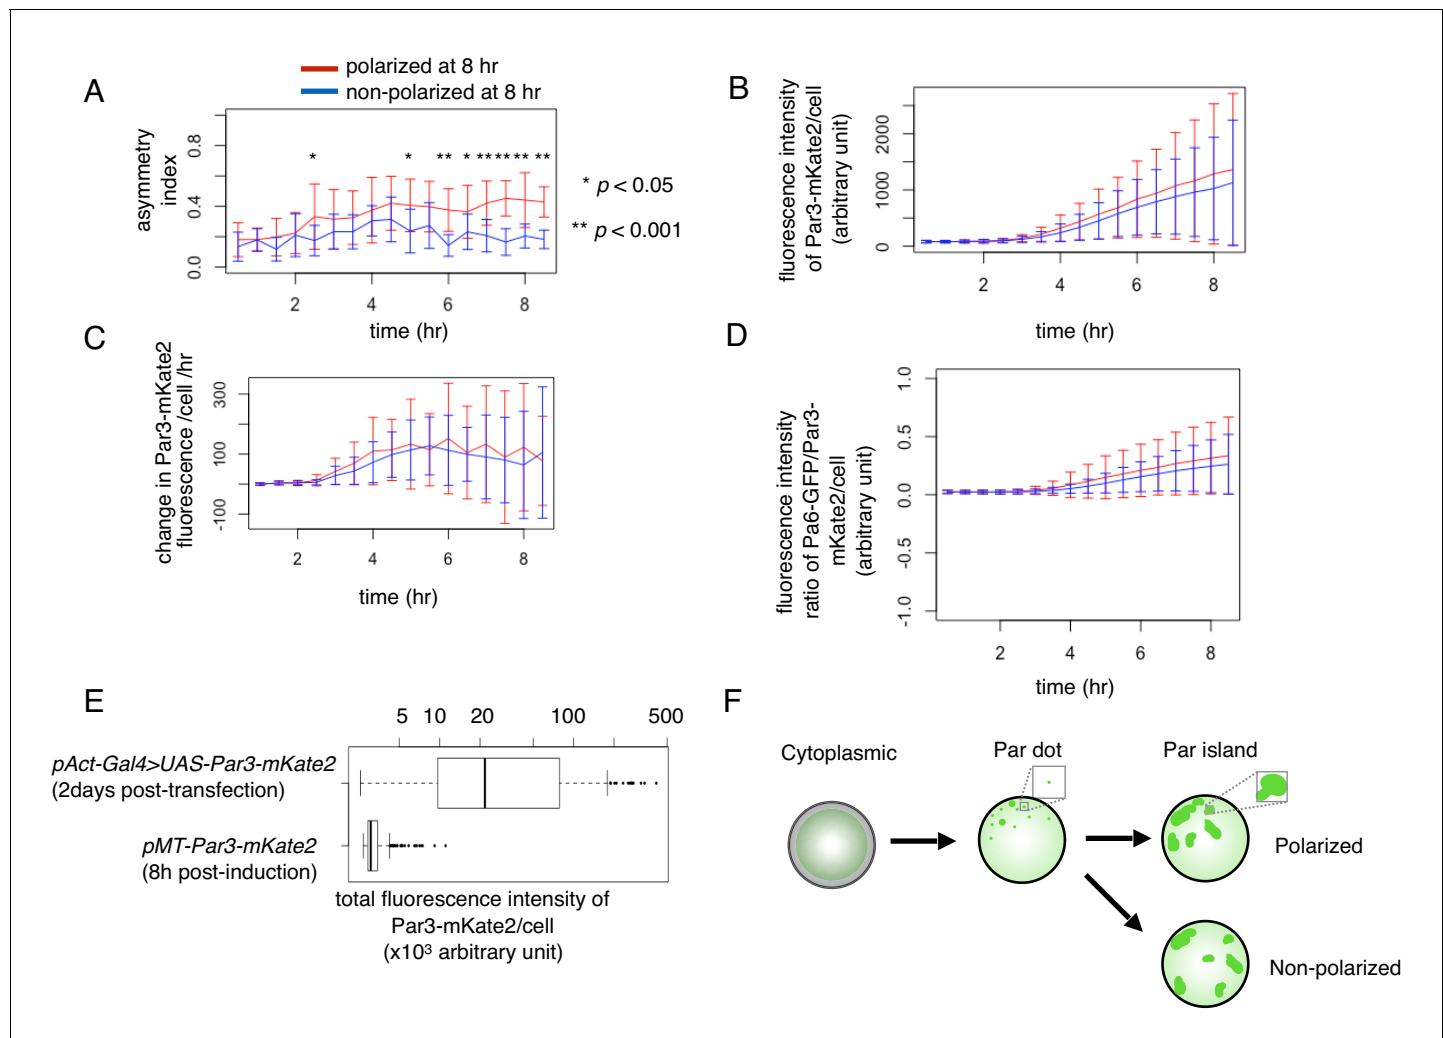 A
polarized at 8 hr
non-polarized at 8 hr
asymmetry
index
0.0 0.4 0.8
* * ** * ** ** ** **
* p < 0.05
** p < 0.001
2 4 6 8
time (hr)
B
fluorescence intensity
of Par3-mKate2/cell
(arbitrary unit)
0 1000 2000
2 4 6 8
time (hr)
C
change in Par3-mKate2
fluorescence /cell /hr
-100 100 300
2 4 6 8
time (hr)
D
fluorescence intensity
ratio of Pa6-GFP/Par3-
mKate2/cell
(arbitrary unit)
-1.0 -0.5 0.0 0.5 1.0
2 4 6 8
time (hr)
E
5 10 20 100 500
pAct-Gal4>UAS-Par3-mKate2
(2days post-transfection)
pMT-Par3-mKate2
(8h post-induction)
total fluorescence intensity of
Par3-mKate2/cell
(x10³ arbitrary unit)
F
Cytoplasmic
Par dot
Par island
Polarized
Non-polarized